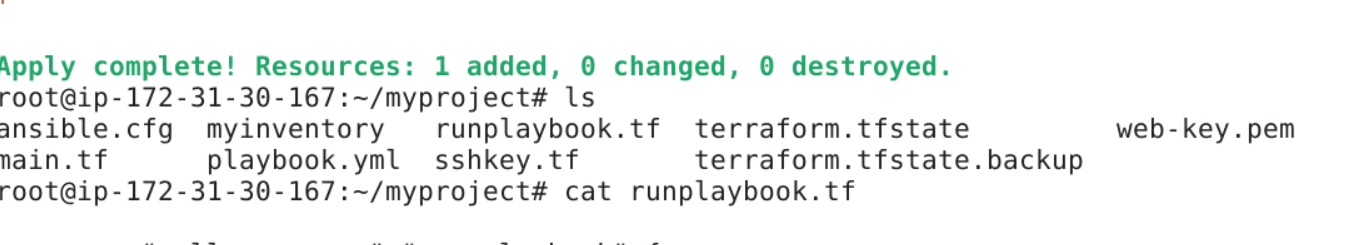 Apply complete! Resources: 1 added, 0 changed, 0 destroyed.
root@ip-172-31-30-167:~/myproject# ls
ansible.cfg myinventory runplaybook.tf terraform.tfstate web-key.pem
main.tf playbook.yml sshkey.tf terraform.tfstate.backup
root@ip-172-31-30-167:~/myproject# cat runplaybook.tf